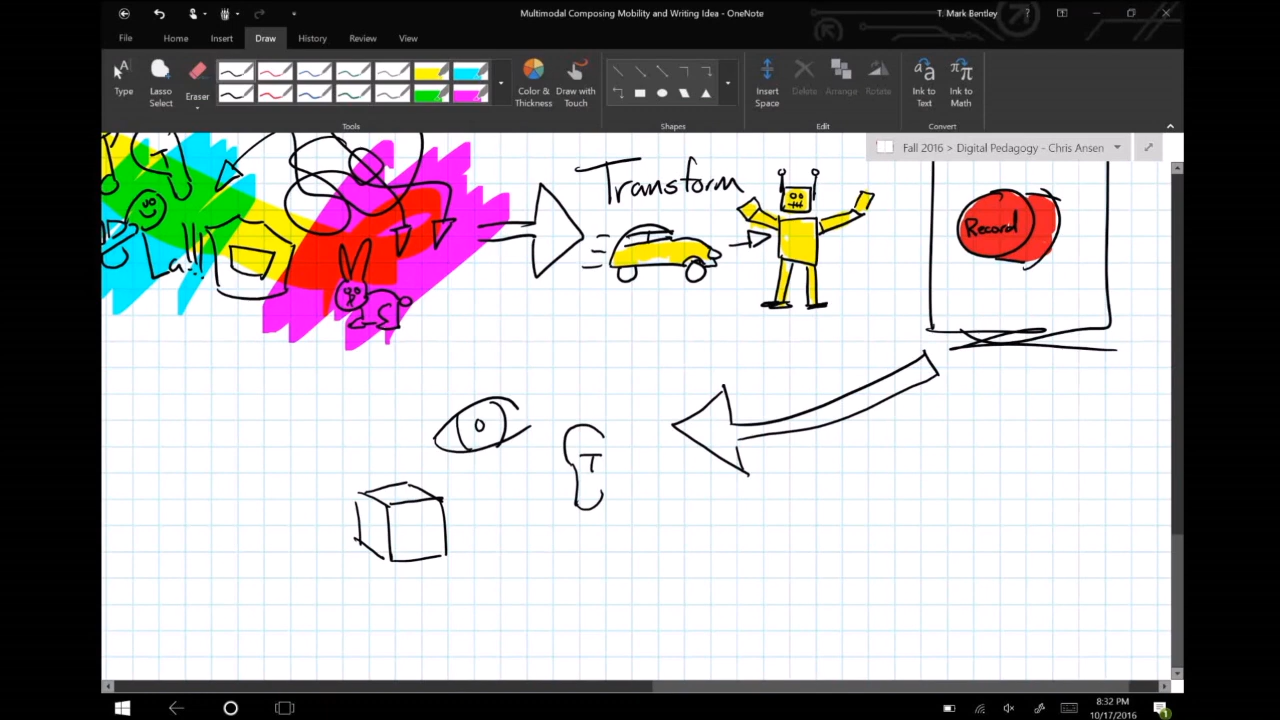 Multimodal Composing Mobility and Writing Idea - OneNote
T. Mark Bentley
?
File
Home
Insert
Draw
History
Review
View
Type
Lasso Select
Eraser
Color & Thickness
Draw with Touch
Insert Space
Delete
Arrange
Rotate
Ink to Text
Ink to Math
Tools
Shapes
Edit
Convert
Fall 2016 > Digital Pedagogy - Chris Ansen
Transform
Record
La!!!
8:32 PM
10/17/2016